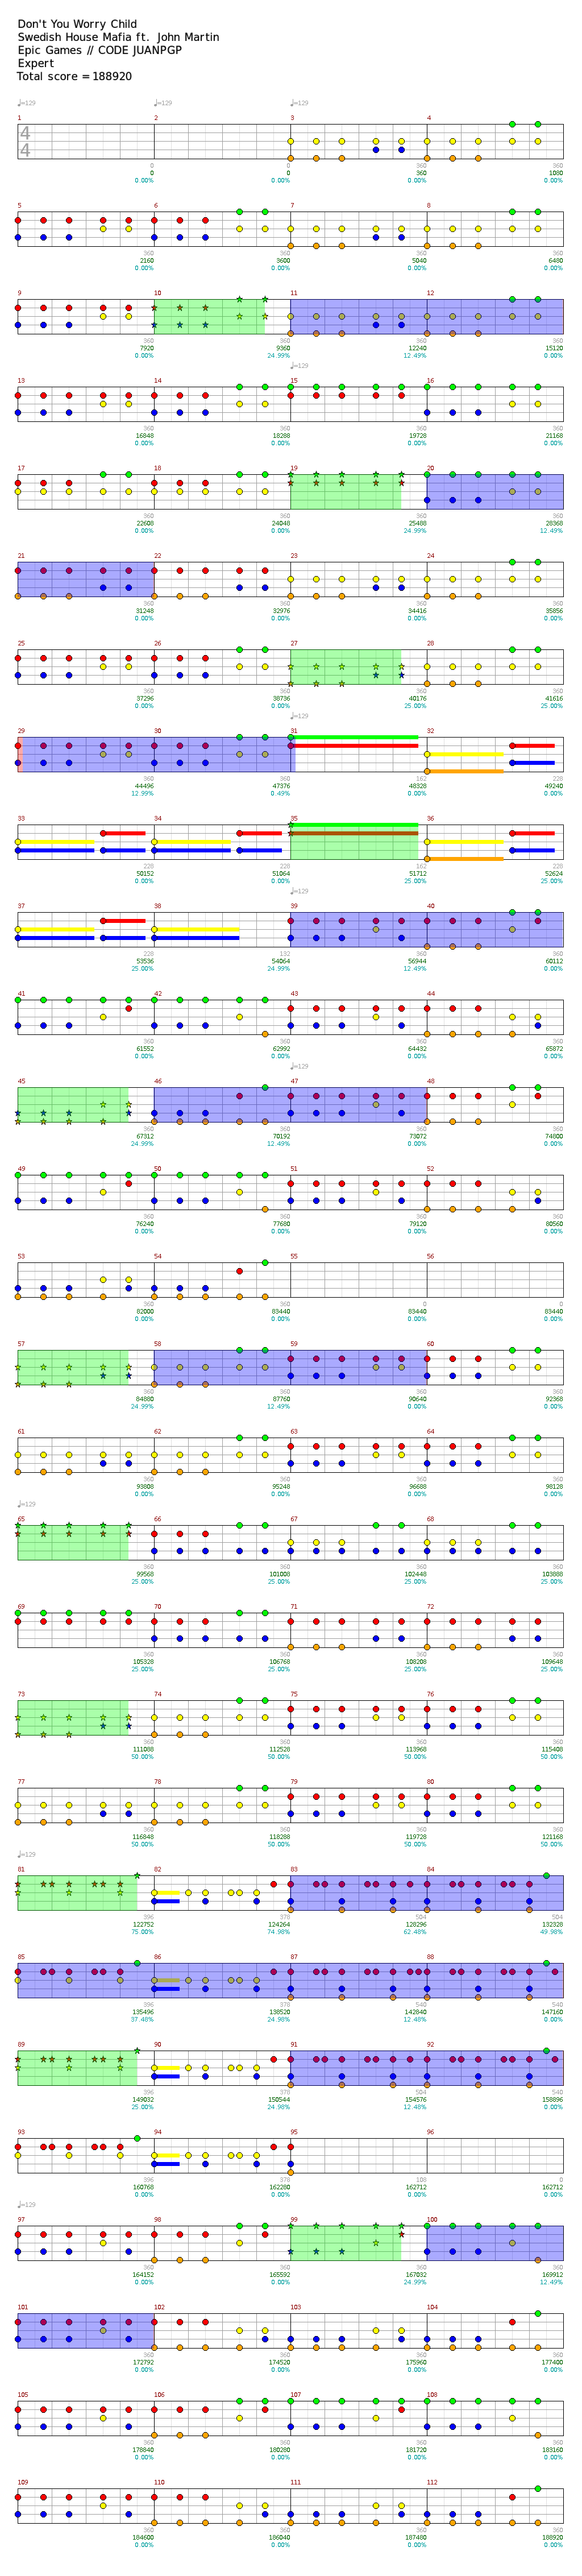 Don't You Worry Child
Swedish House Mafia ft. John Martin
Epic Games // CODE JUANPGP
Expert
Total score = 188920
♩=129 ♩=129 ♩=129
1 2 3 4
4
4
0 0 360 360
0 0 360 1080
0.00% 0.00% 0.00% 0.00%
5 6 7 8
360 360 360 360
2160 3600 5040 6480
0.00% 0.00% 0.00% 0.00%
9 10 11 12
360 360 360 360
7920 9360 12240 15120
0.00% 24.99% 12.49% 0.00%
♩=129
13 14 15 16
360 360 360 360
16848 18288 19728 21168
0.00% 0.00% 0.00% 0.00%
17 18 19 20
360 360 360 360
22608 24048 25488 28368
0.00% 0.00% 24.99% 12.49%
21 22 23 24
360 360 360 360
31248 32976 34416 35856
0.00% 0.00% 0.00% 0.00%
25 26 27 28
360 360 360 360
37296 38736 40176 41616
0.00% 0.00% 0.00% 0.00%
♩=129
29 30 31 32
360 360 162 228
44496 47376 48328 49240
12.99% 0.49% 0.00% 0.00%
33 34 35 36
228 228 162 228
50152 51064 51712 52624
0.00% 0.00% 25.00% 25.00%
♩=129
37 38 39 40
228 132 360 360
53536 54064 56944 60112
25.00% 24.99% 12.49% 0.00%
41 42 43 44
360 360 360 360
61552 62992 64432 65872
0.00% 0.00% 0.00% 0.00%
♩=129
45 46 47 48
360 360 360 360
67312 70192 73072 74800
24.99% 12.49% 0.00% 0.00%
49 50 51 52
360 360 360 360
76240 77680 79120 80560
0.00% 0.00% 0.00% 0.00%
53 54 55 56
360 360 0 0
82000 83440 83440 83440
0.00% 0.00% 0.00% 0.00%
57 58 59 60
360 360 360 360
84880 87760 90640 92368
24.99% 12.49% 0.00% 0.00%
61 62 63 64
360 360 360 360
93808 95248 96688 98128
0.00% 0.00% 0.00% 0.00%
♩=129
65 66 67 68
360 360 360 360
99568 101008 102448 103888
25.00% 25.00% 25.00% 25.00%
69 70 71 72
360 360 360 360
105328 106768 108208 109648
25.00% 25.00% 25.00% 25.00%
73 74 75 76
360 360 360 360
111088 112528 113968 115408
50.00% 50.00% 50.00% 50.00%
77 78 79 80
360 360 360 360
116848 118288 119728 121168
50.00% 50.00% 50.00% 50.00%
♩=129
81 82 83 84
396 378 504 504
122752 124264 128296 132328
75.00% 74.98% 62.48% 49.98%
85 86 87 88
396 378 540 540
135496 138520 142840 147160
37.48% 24.98% 12.48% 0.00%
89 90 91 92
396 378 504 540
149032 150544 154576 158896
25.00% 24.98% 12.48% 0.00%
93 94 95 96
396 378 108 0
160768 162280 162712 162712
0.00% 0.00% 0.00% 0.00%
♩=129
97 98 99 100
360 360 360 360
164152 165592 167032 169912
0.00% 0.00% 24.99% 12.49%
101 102 103 104
360 360 360 360
172792 174520 175960 177400
0.00% 0.00% 0.00% 0.00%
105 106 107 108
360 360 360 360
178840 180280 181720 183160
0.00% 0.00% 0.00% 0.00%
109 110 111 112
360 360 360 360
184600 186040 187480 188920
0.00% 0.00% 0.00% 0.00%